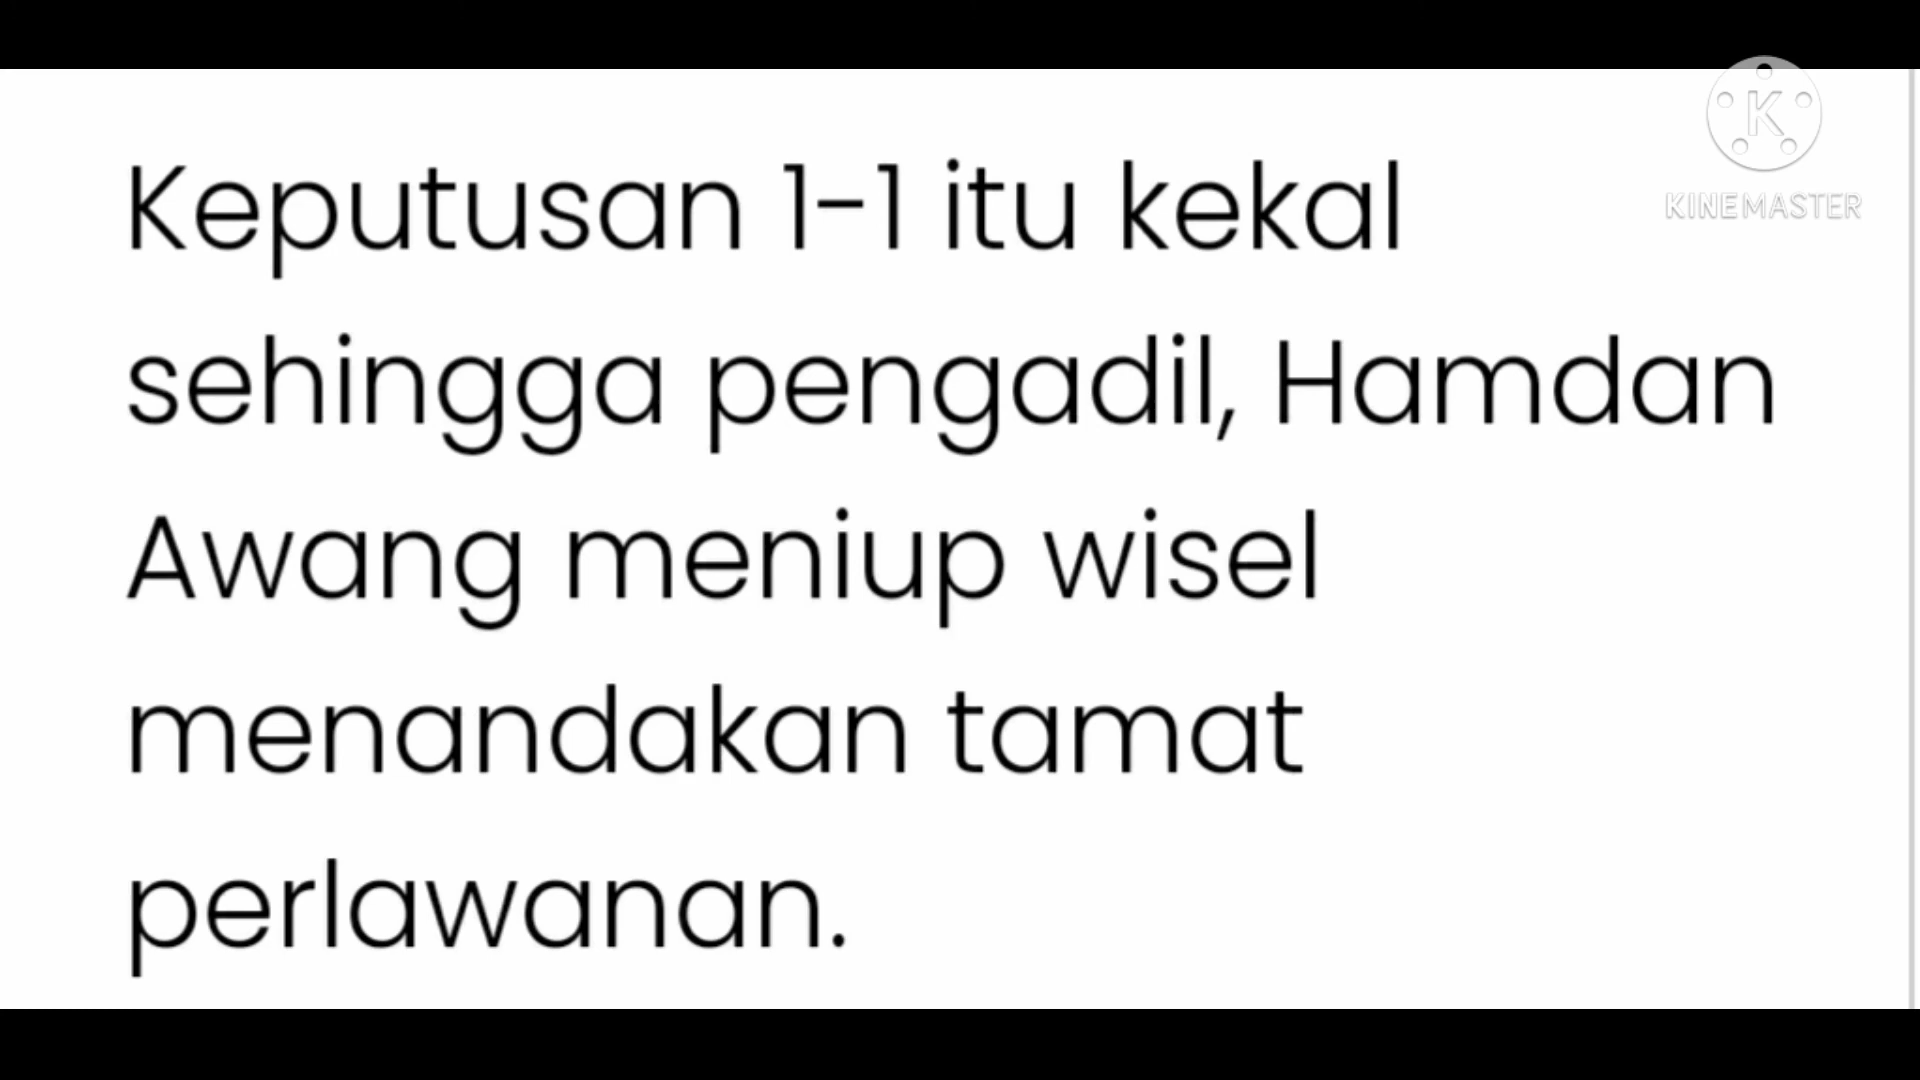 Keputusan 1-1 itu kekal
sehingga pengadil, Hamdan
Awang meniup wisel
menandakan tamat
perlawanan.
K
KINEMASTER